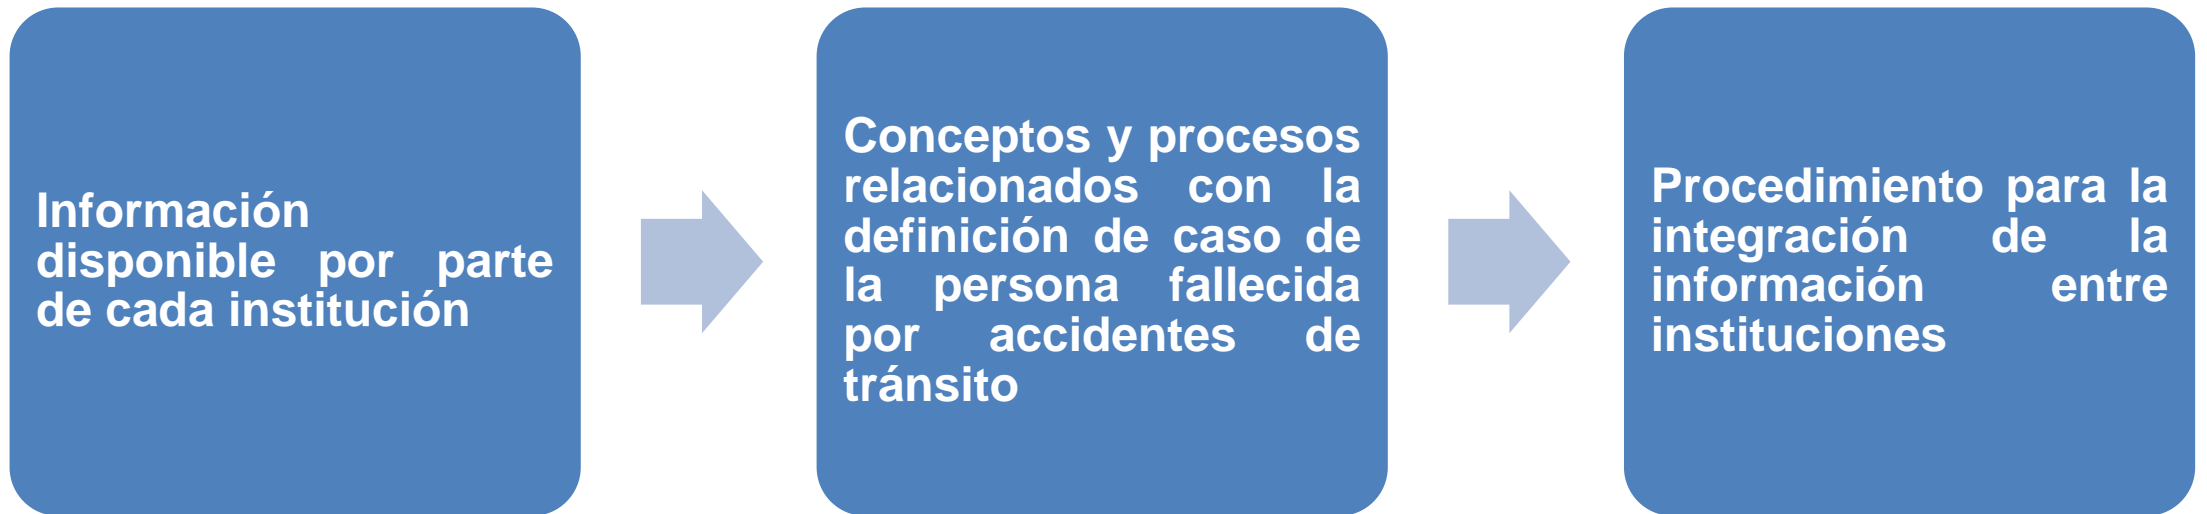 Información
disponible por parte
de cada institución
Conceptos y procesos
relacionados con la
definición de caso de
la persona fallecida
por accidentes de
tránsito
Procedimiento para la
integración de la
información entre
instituciones